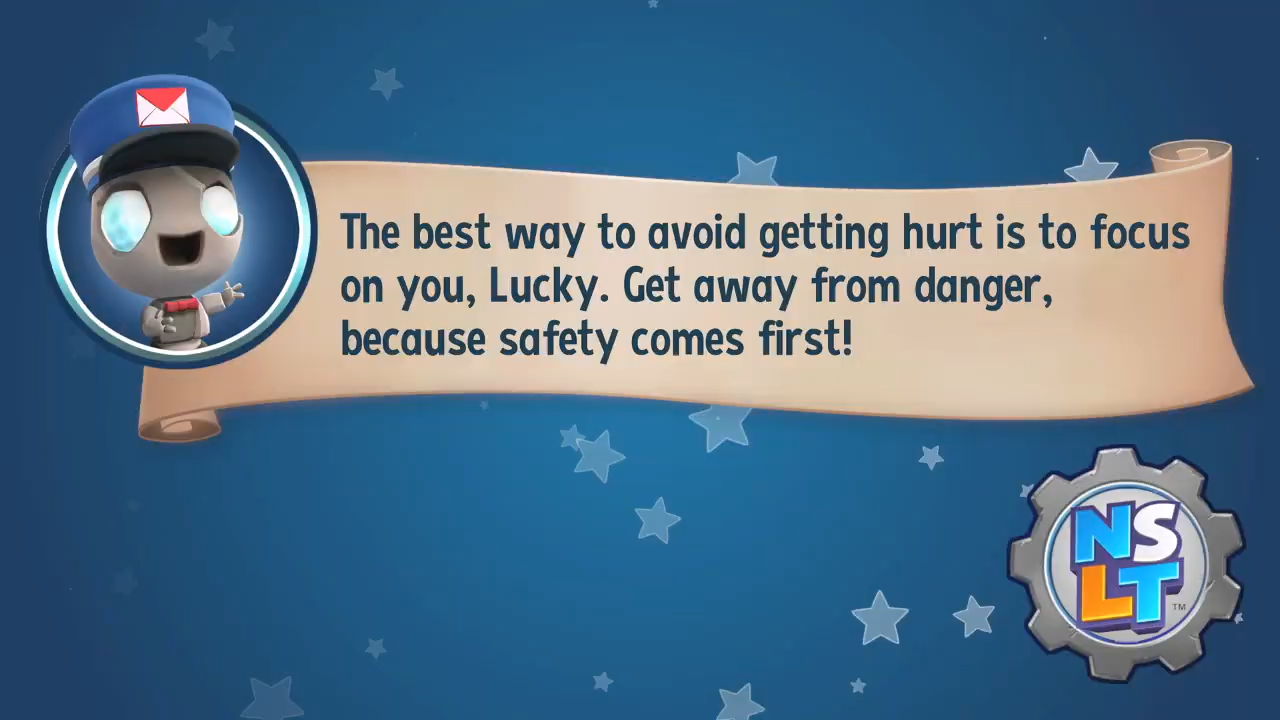 The best way to avoid getting hurt is to focus
on you, Lucky. Get away from danger,
because safety comes first!
NS
LT
TM